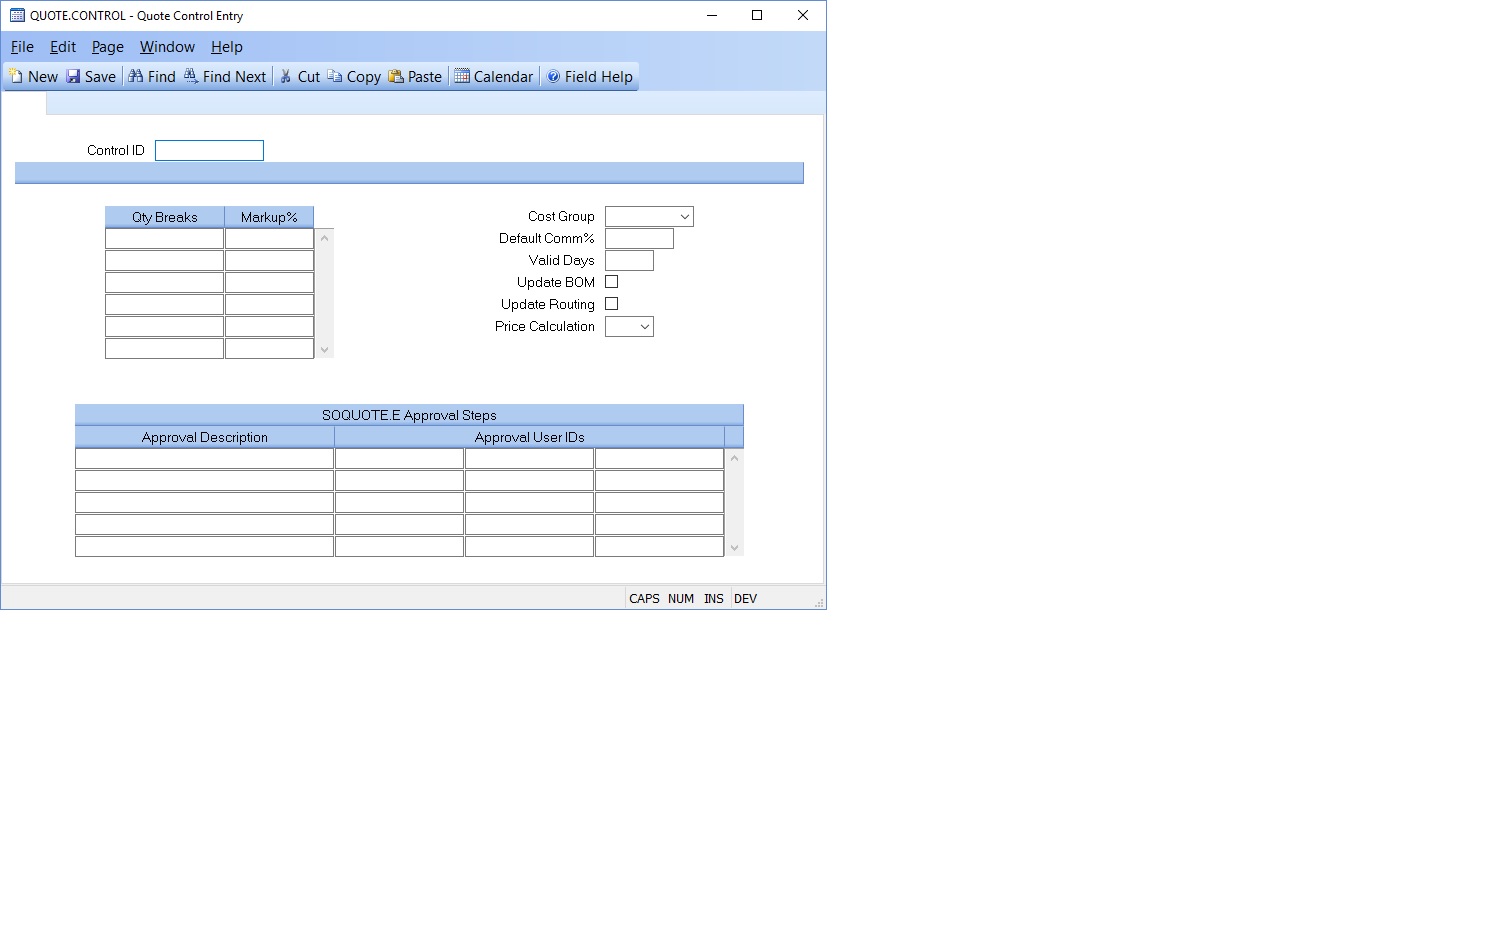 QUOTE.CONTROL - Quote Control Entry
File Edit Page Window Help
New Save Find Find Next Cut Copy Paste Calendar Field Help
Control ID
Qty Breaks Markup%
Cost Group
Default Comm%
Valid Days
Update BOM
Update Routing
Price Calculation
SOQUOTE.E Approval Steps
Approval Description Approval User IDs
CAPS NUM INS DEV